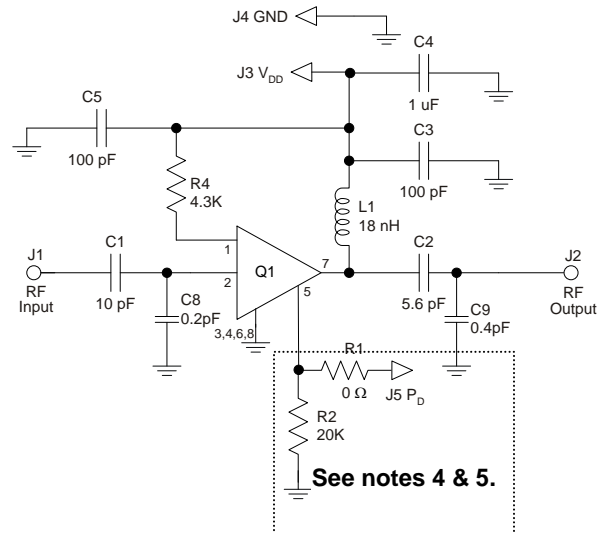 J4 GND
C4
J3 V_DD
1 uF
C5
C3
100 pF
100 pF
R4
4.3K
L1
18 nH
J1
C1
1
Q1
7
C2
J2
RF
Input
10 pF
2
C8
0.2pF
5
5.6 pF
C9
0.4pF
RF
Output
3,4,6,8
R1
0 Ω
J5 P_D
R2
20K
See notes 4 & 5.